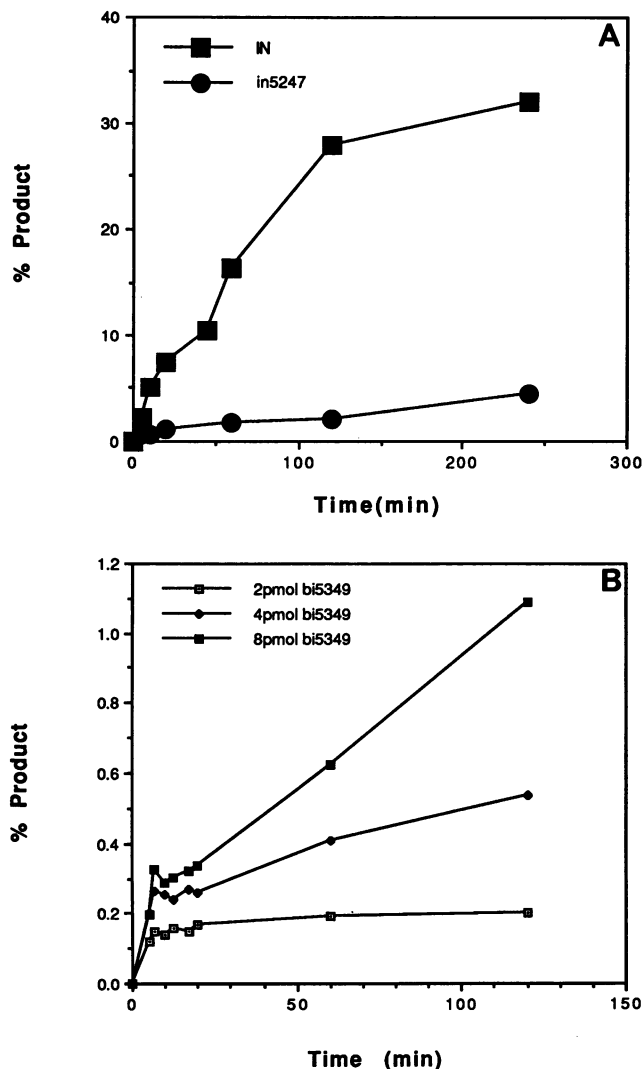 40
A
IN
in5247
30
20
10
0
% Product
0 100 200 300
Time(min)
1.2
B
2pmol bi5349
4pmol bi5349
8pmol bi5349
1.0
0.8
0.6
0.4
0.2
0.0
% Product
0 50 100 150
Time (min)